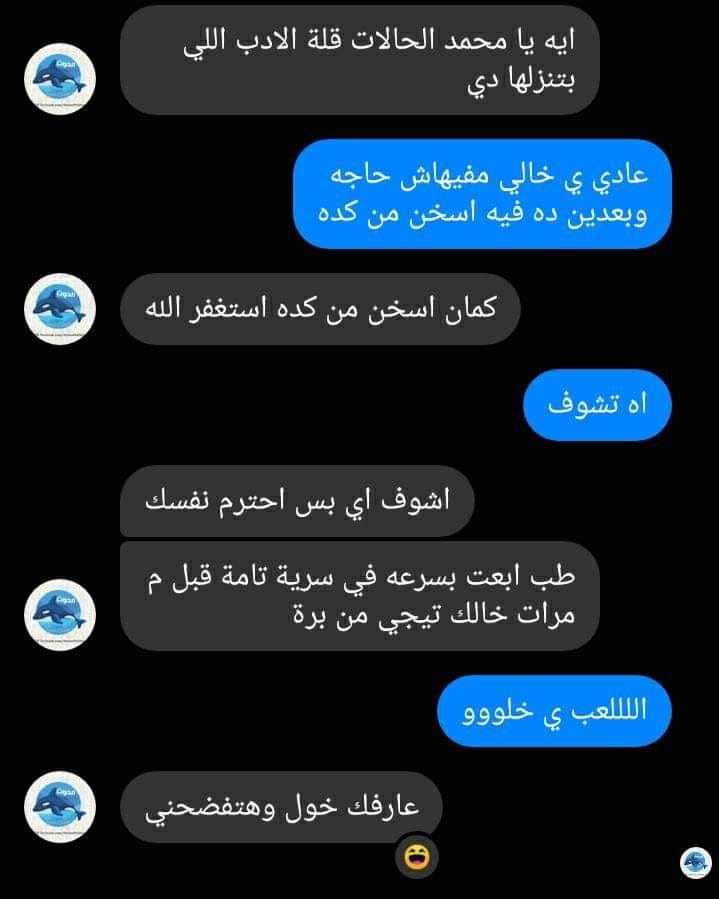 ايه يا محمد الحالات قلة الادب اللي
بتنزلها دي
عادي ي خالي مفيهاش حاجه
وبعدين ده فيه اسخن من كده
كمان اسخن من كده استغفر الله
اه تشوف
اشوف اي بس احترم نفسك
طب ابعت بسرعه في سرية تامة قبل م
مرات خالك تيجي من برة
الللللعب ي خلووو
عارفك خول وهتفضحني